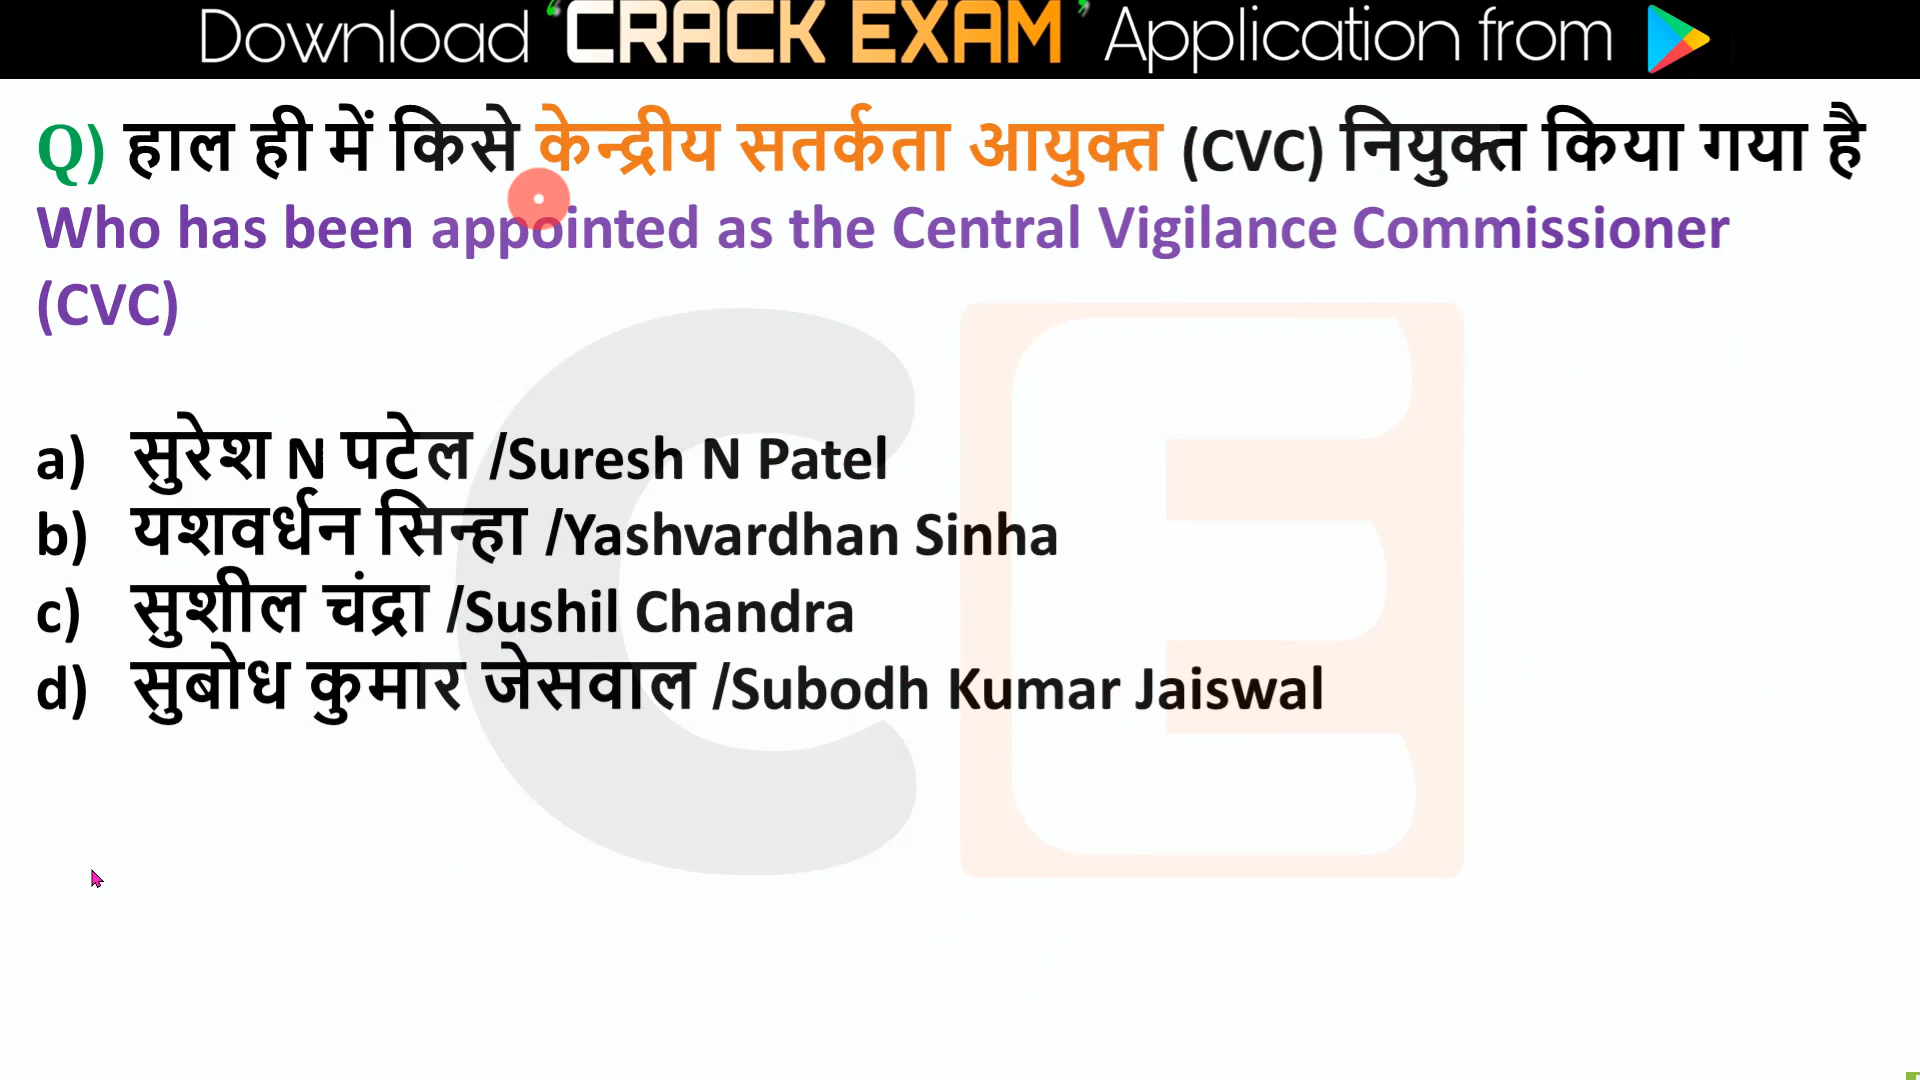 Download ‘CRACK EXAM’ Application from
Q) हाल ही में किसे केन्द्रीय सतर्कता आयुक्त (CVC) नियुक्त किया गया है
Who has been appointed as the Central Vigilance Commissioner
(CVC)
a) सुरेश N पटेल /Suresh N Patel
b) यशवर्धन सिन्हा /Yashvardhan Sinha
c) सुशील चंद्रा /Sushil Chandra
d) सुबोध कुमार जेसवाल /Subodh Kumar Jaiswal
CE